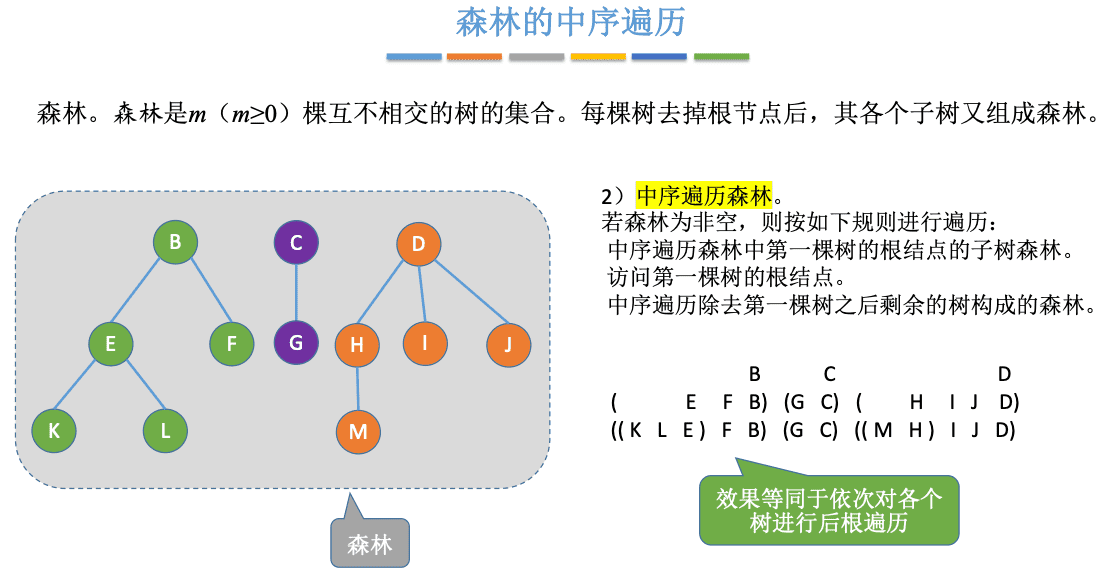 森林的中序遍历
森林。森林是m（m≥0）棵互不相交的树的集合。每棵树去掉根节点后，其各个子树又组成森林。
B C D
E F G H I J
K L M
森林
2）中序遍历森林。
若森林为非空，则按如下规则进行遍历：
中序遍历森林中第一棵树的根结点的子树森林。
访问第一棵树的根结点。
中序遍历除去第一棵树之后剩余的树构成的森林。
B C D
( E F B) (G C) ( H I J D)
(( K L E ) F B) (G C) (( M H ) I J D)
效果等同于依次对各个
树进行后根遍历